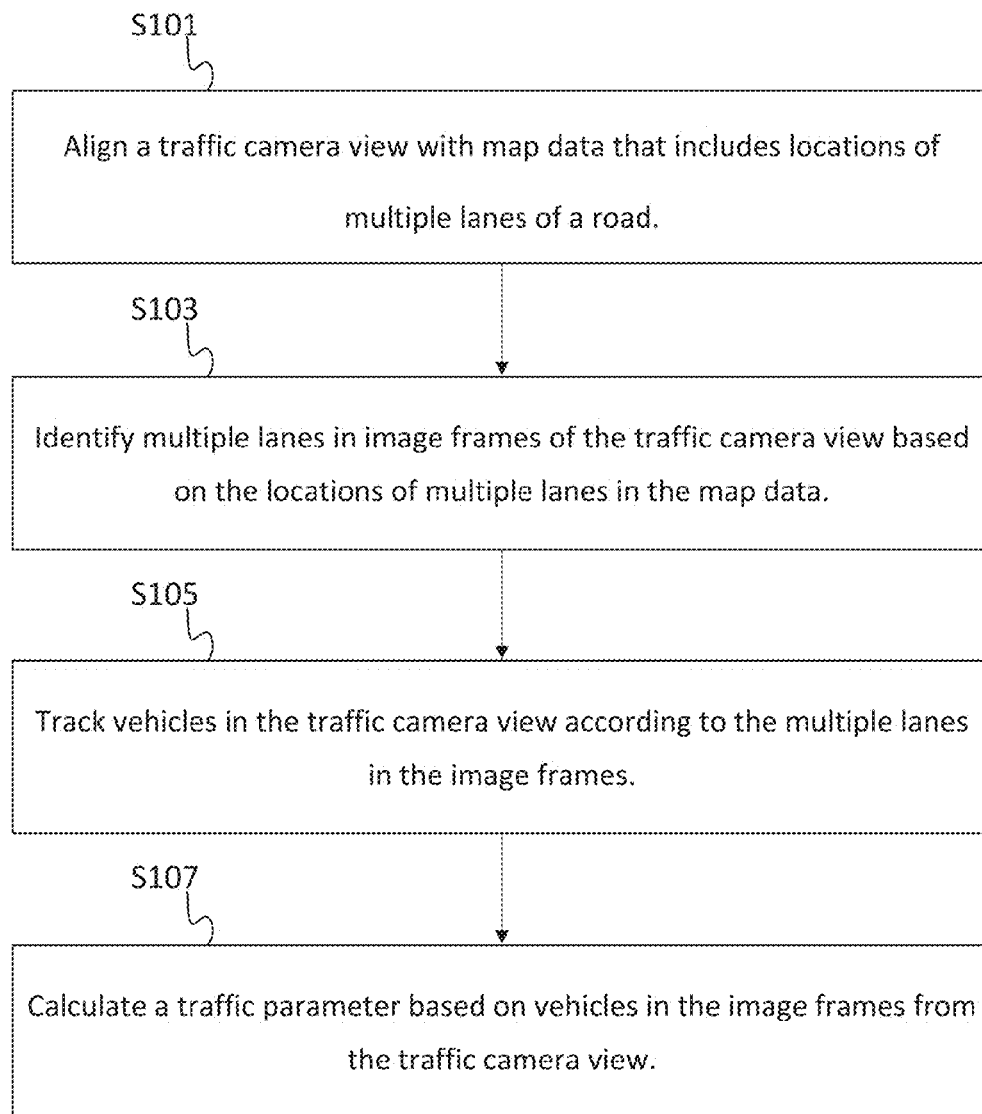 S101
Align a traffic camera view with map data that includes locations of
multiple lanes of a road.
S103
Identify multiple lanes in image frames of the traffic camera view based
on the locations of multiple lanes in the map data.
S105
Track vehicles in the traffic camera view according to the multiple lanes
in the image frames.
S107
Calculate a traffic parameter based on vehicles in the image frames from
the traffic camera view.